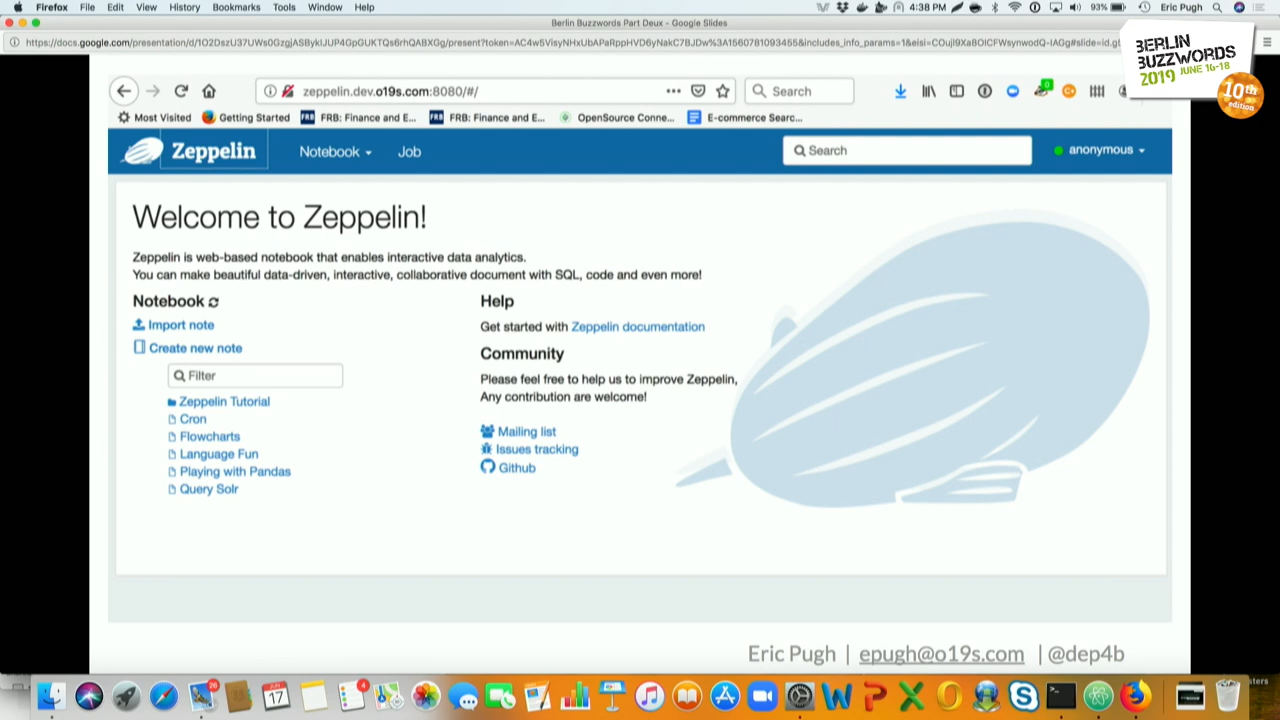 Firefox File Edit View History Bookmarks Tools Window Help 4:38 PM 93% Eric Pugh
Berlin Buzzwords Part Deux - Google Slides
BERLIN
BUZZWORDS
2019 JUNE 16-18
10th
edition
zeppelin.dev.o19s.com:8080/#/ Search
Most Visited Getting Started FRB: Finance and E... FRB: Finance and E... OpenSource Conne... E-commerce Searc...
Zeppelin Notebook Job Search anonymous
Welcome to Zeppelin!
Zeppelin is web-based notebook that enables interactive data analytics.
You can make beautiful data-driven, interactive, collaborative document with SQL, code and even more!
Notebook
Import note
Create new note
Filter
Zeppelin Tutorial
Cron
Flowcharts
Language Fun
Playing with Pandas
Query Solr
Help
Get started with Zeppelin documentation
Community
Please feel free to help us to improve Zeppelin,
Any contribution are welcome!
Mailing list
Issues tracking
Github
Eric Pugh | epugh@o19s.com | @dep4b
17